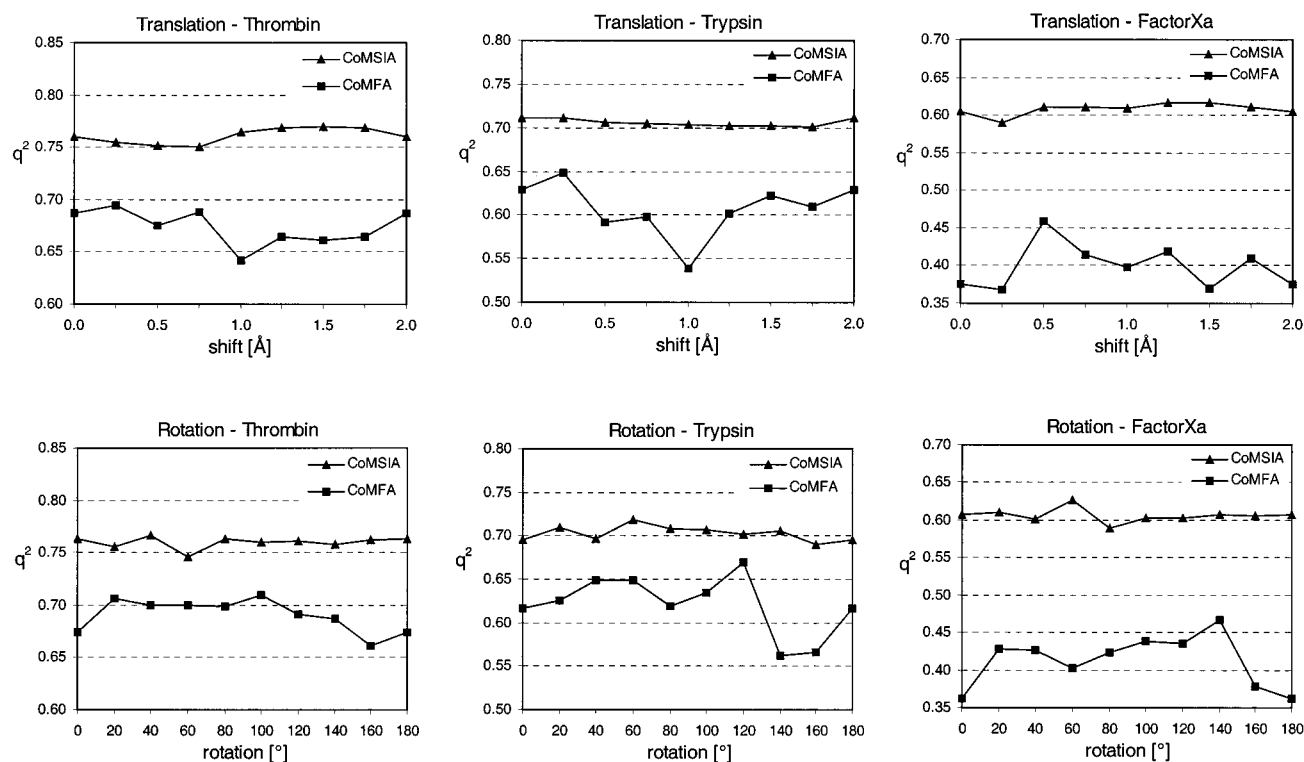 Translation - Thrombin
0.85
0.80
0.75
0.70
0.65
0.60
q²
CoMSIA
CoMFA
0.0 0.5 1.0 1.5 2.0
shift [Å]
Translation - Trypsin
0.80
0.75
0.70
0.65
0.60
0.55
0.50
q²
CoMSIA
CoMFA
0.0 0.5 1.0 1.5 2.0
shift [Å]
Translation - FactorXa
0.70
0.65
0.60
0.55
0.50
0.45
0.40
0.35
q²
CoMSIA
CoMFA
0.0 0.5 1.0 1.5 2.0
shift [Å]
Rotation - Thrombin
0.85
0.80
0.75
0.70
0.65
0.60
q²
CoMSIA
CoMFA
0 20 40 60 80 100 120 140 160 180
rotation [°]
Rotation - Trypsin
0.80
0.75
0.70
0.65
0.60
0.55
0.50
q²
CoMSIA
CoMFA
0 20 40 60 80 100 120 140 160 180
rotation [°]
Rotation - FactorXa
0.70
0.65
0.60
0.55
0.50
0.45
0.40
0.35
q²
CoMSIA
CoMFA
0 20 40 60 80 100 120 140 160 180
rotation [°]